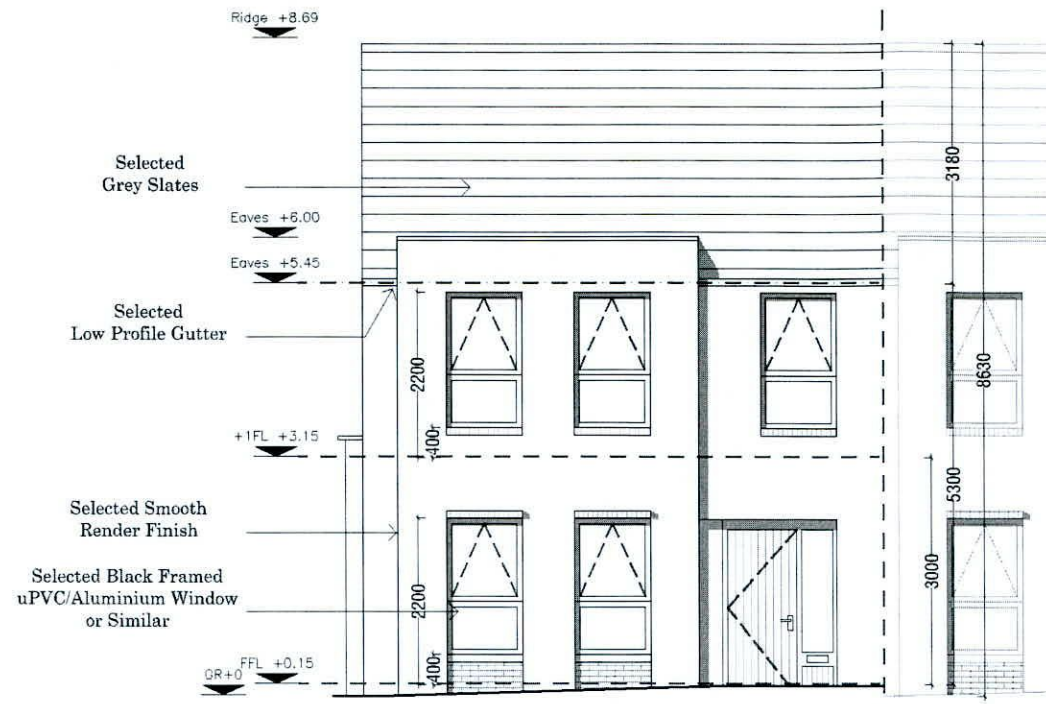 Ridge +8.69
Selected
Grey Slates
Eaves +6.00
Eaves +5.45
Selected
Low Profile Gutter
+1FL +3.15
Selected Smooth
Render Finish
Selected Black Framed
uPVC/Aluminium Window
or Similar
FFL +0.15
GR+0
2200
400
2200
400
3180
8630
5300
3000